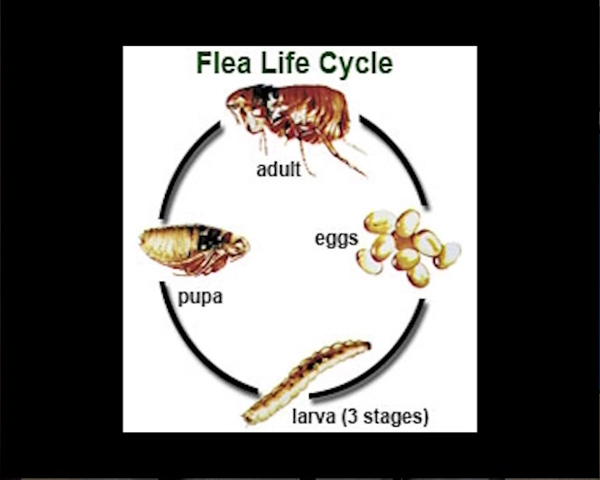 Flea Life Cycle
adult
eggs
pupa
larva (3 stages)